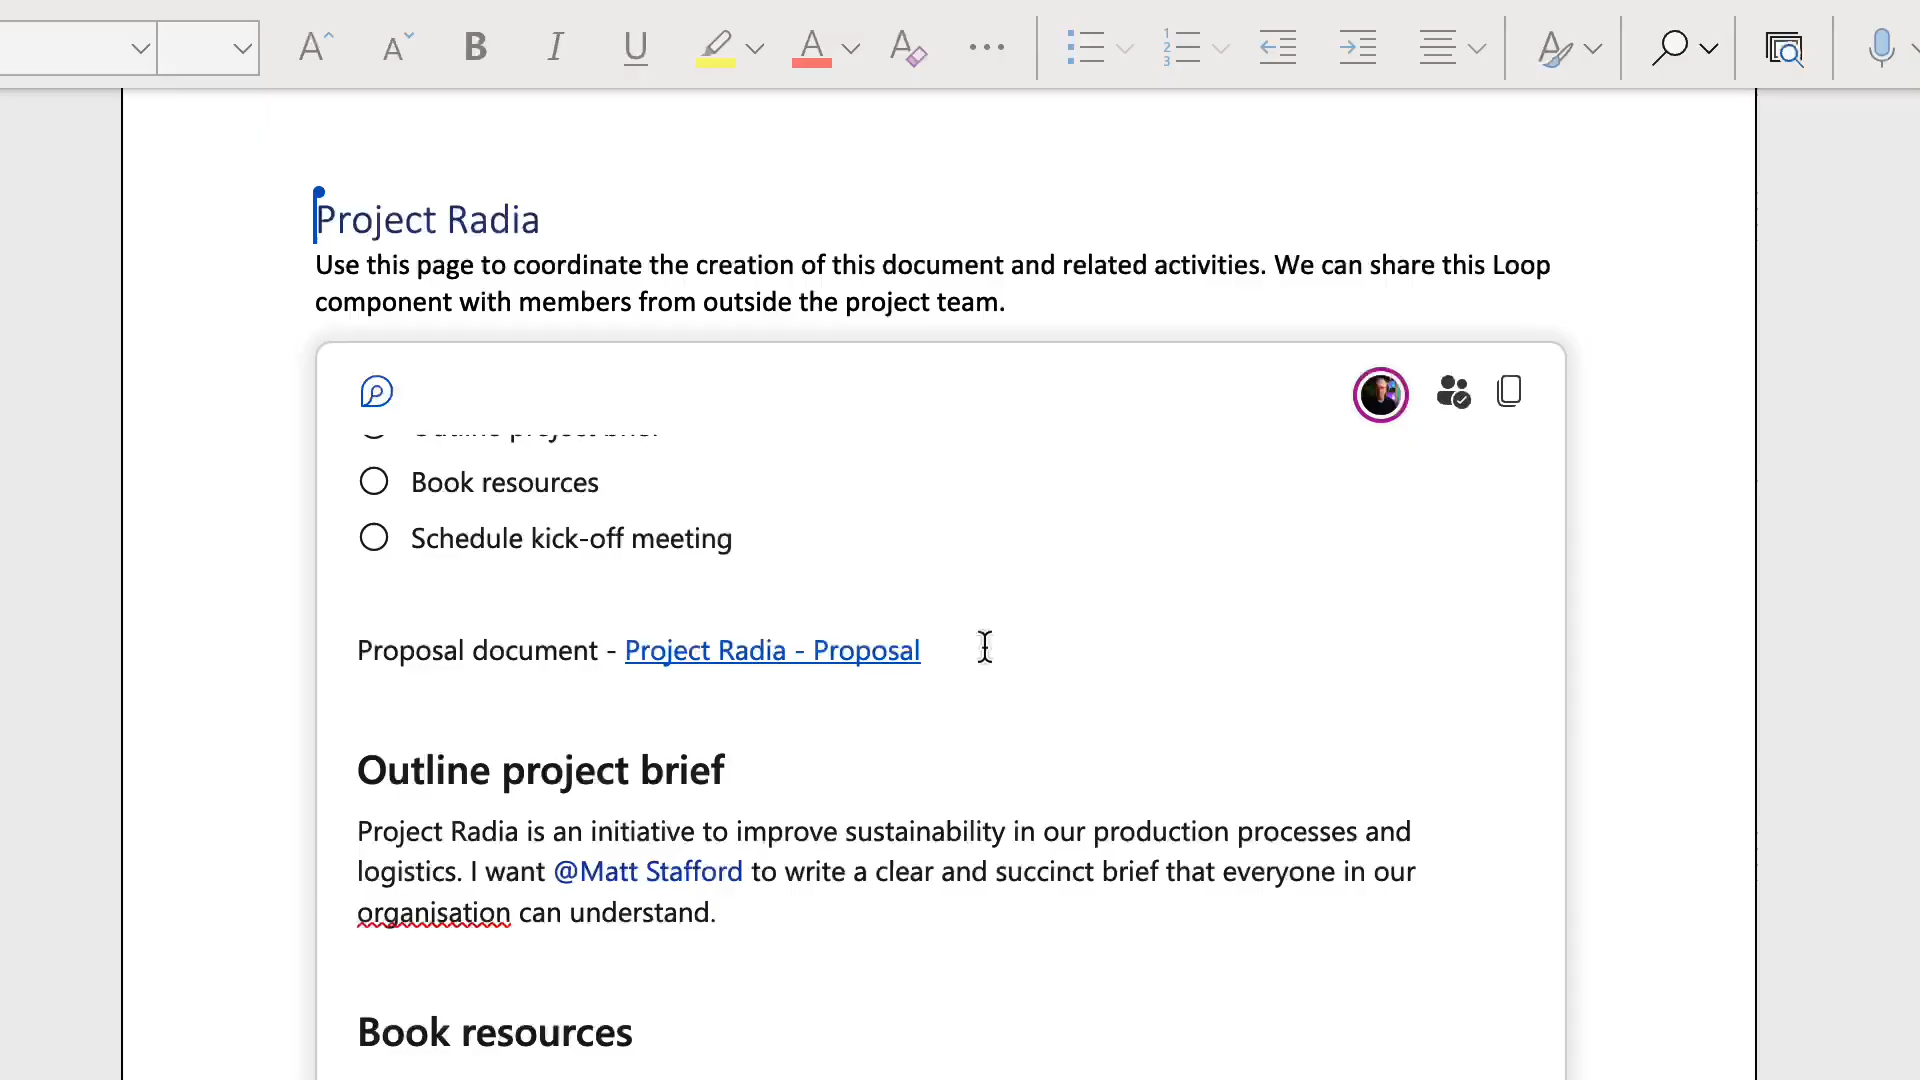 A A B I U A A
Project Radia
Use this page to coordinate the creation of this document and related activities. We can share this Loop
component with members from outside the project team.
Outline project brief
Book resources
Schedule kick-off meeting
Proposal document - Project Radia - Proposal
Outline project brief
Project Radia is an initiative to improve sustainability in our production processes and
logistics. I want @Matt Stafford to write a clear and succinct brief that everyone in our
organisation can understand.
Book resources